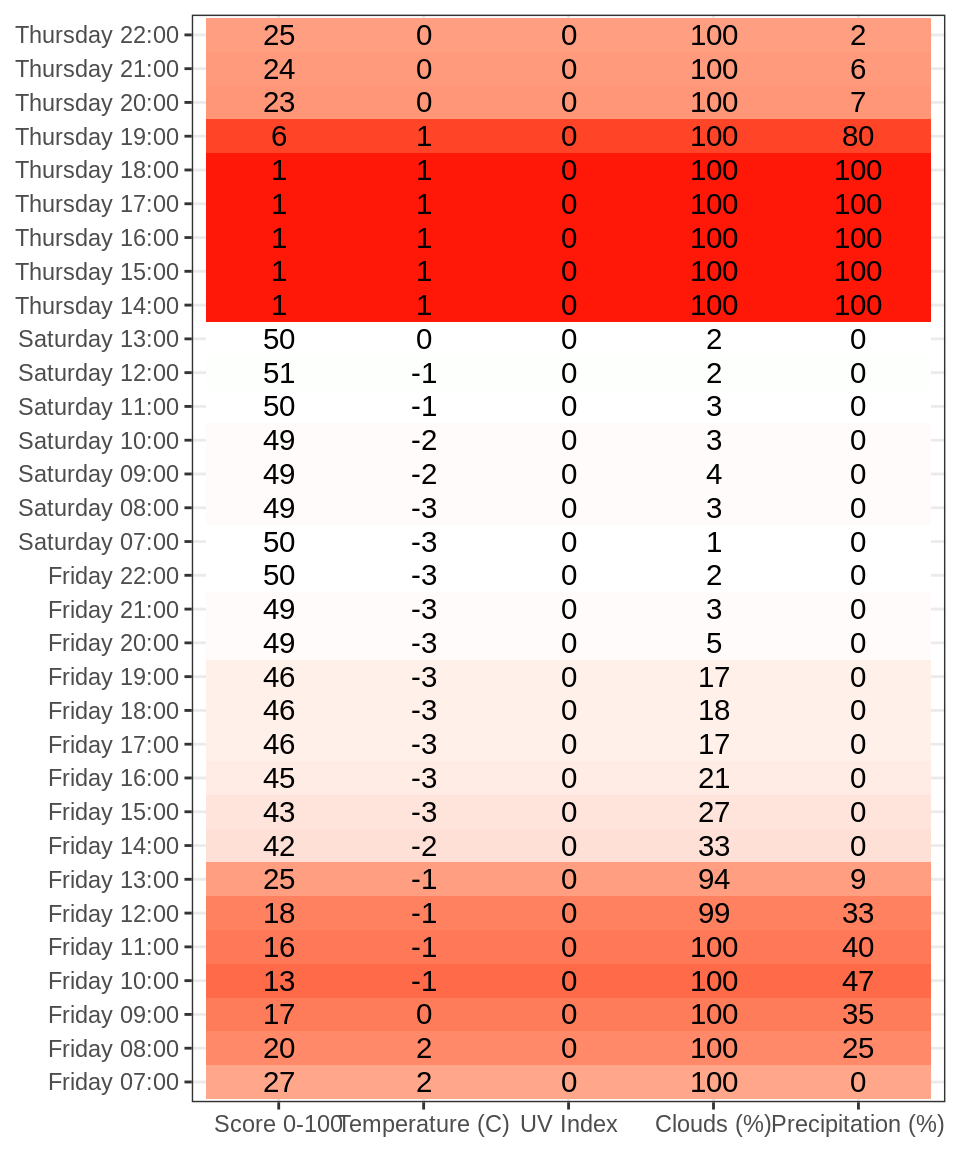 Thursday 22:00 25 0 0 100 2
Thursday 21:00 24 0 0 100 6
Thursday 20:00 23 0 0 100 7
Thursday 19:00 6 1 0 100 80
Thursday 18:00 1 1 0 100 100
Thursday 17:00 1 1 0 100 100
Thursday 16:00 1 1 0 100 100
Thursday 15:00 1 1 0 100 100
Thursday 14:00 1 1 0 100 100
Saturday 13:00 50 0 0 2 0
Saturday 12:00 51 -1 0 2 0
Saturday 11:00 50 -1 0 3 0
Saturday 10:00 49 -2 0 3 0
Saturday 09:00 49 -2 0 4 0
Saturday 08:00 49 -3 0 3 0
Saturday 07:00 50 -3 0 1 0
Friday 22:00 50 -3 0 2 0
Friday 21:00 49 -3 0 3 0
Friday 20:00 49 -3 0 5 0
Friday 19:00 46 -3 0 17 0
Friday 18:00 46 -3 0 18 0
Friday 17:00 46 -3 0 17 0
Friday 16:00 45 -3 0 21 0
Friday 15:00 43 -3 0 27 0
Friday 14:00 42 -2 0 33 0
Friday 13:00 25 -1 0 94 9
Friday 12:00 18 -1 0 99 33
Friday 11:00 16 -1 0 100 40
Friday 10:00 13 -1 0 100 47
Friday 09:00 17 0 0 100 35
Friday 08:00 20 2 0 100 25
Friday 07:00 27 2 0 100 0
Score 0-100 Temperature (C) UV Index Clouds (%) Precipitation (%)